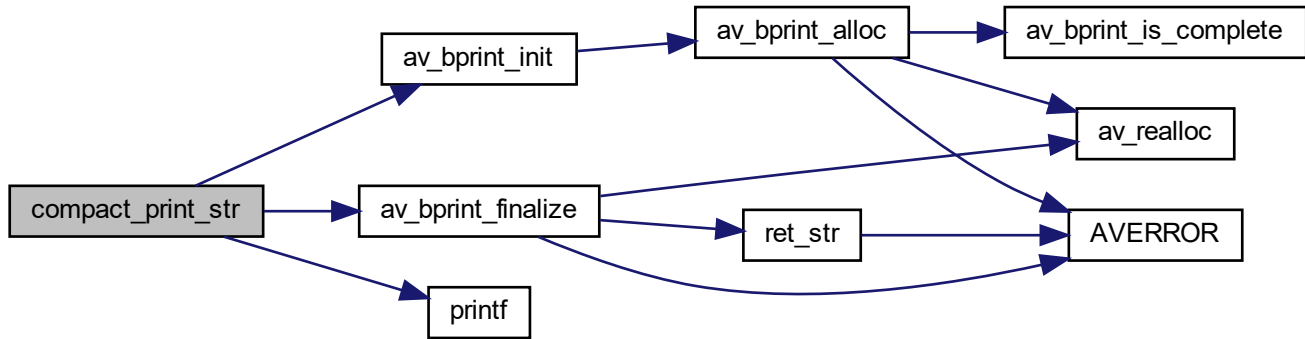 compact_print_str
av_bprint_init
av_bprint_alloc
av_bprint_is_complete
av_realloc
av_bprint_finalize
ret_str
AVERROR
printf